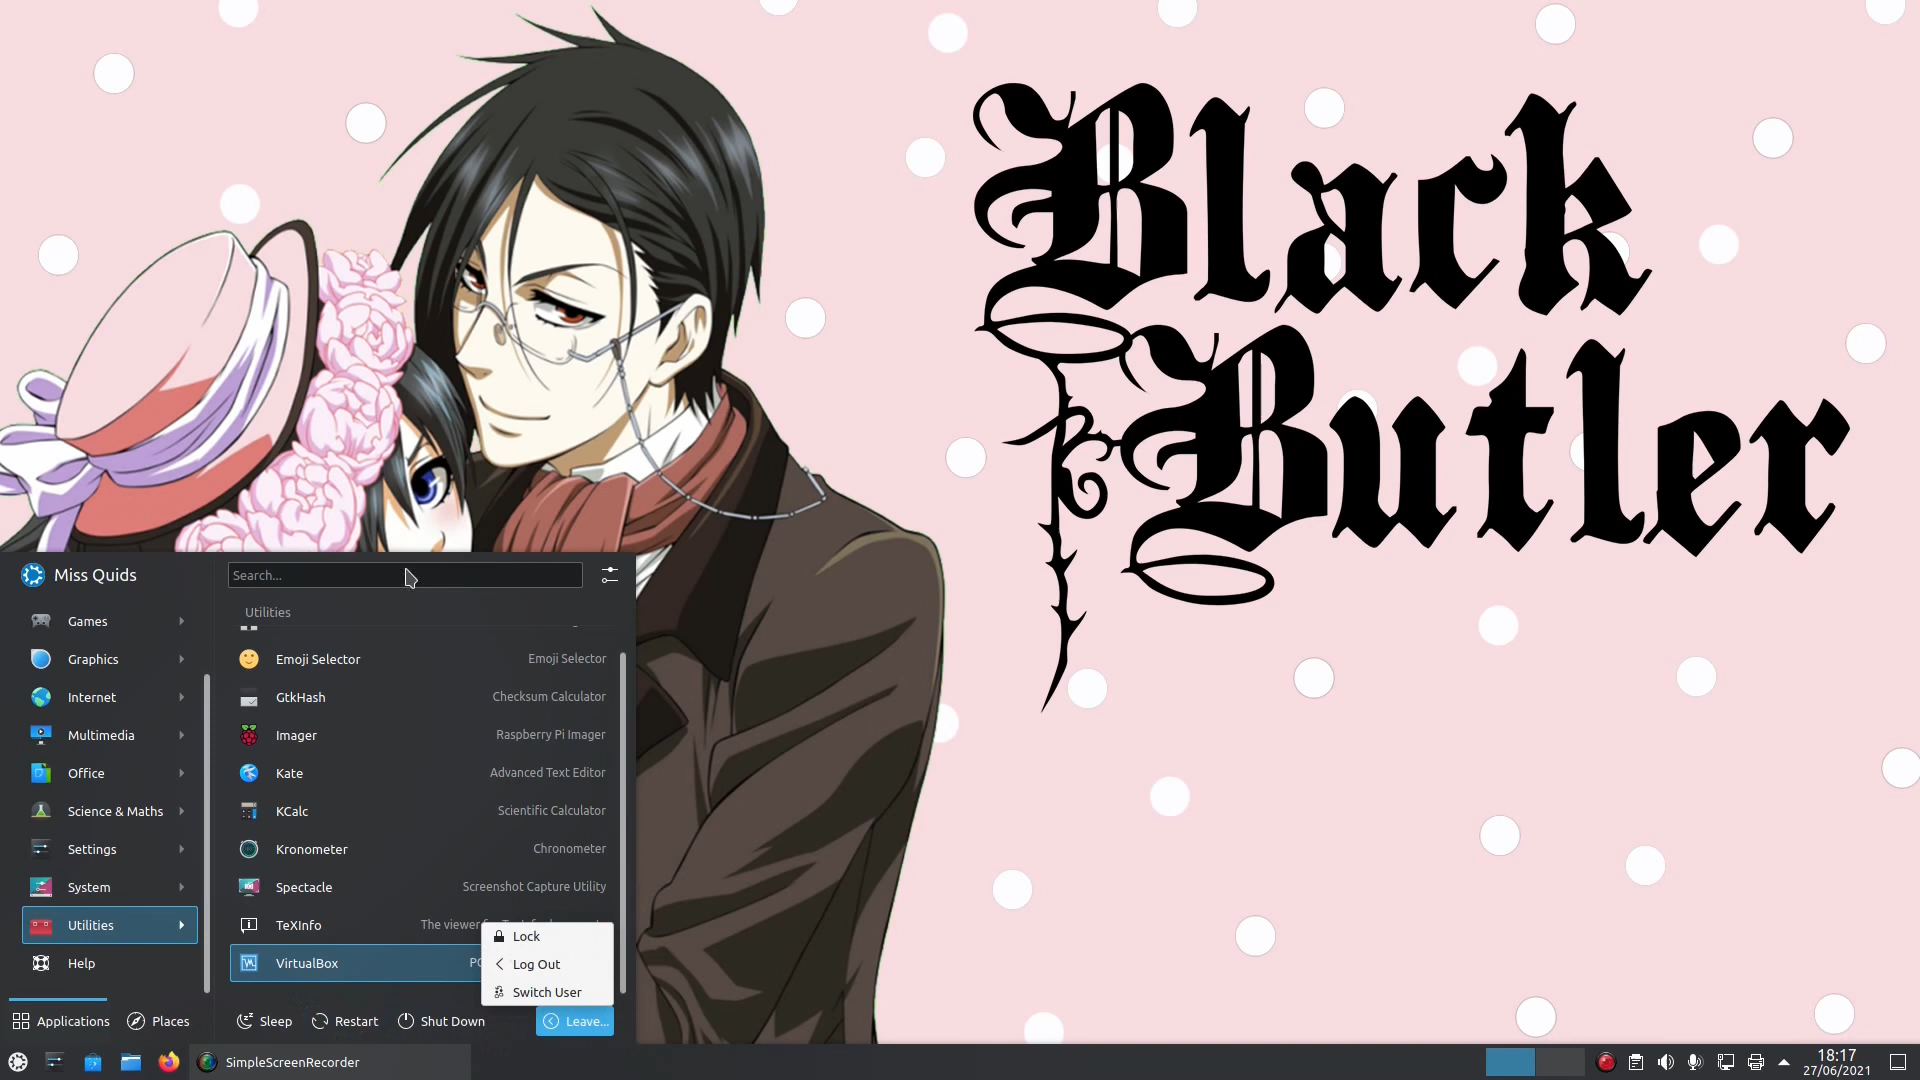 Black
Butler
Miss Quids
Search...
Utilities
Games
Graphics
Internet
Multimedia
Office
Science & Maths
Settings
System
Utilities
Help
Emoji Selector Emoji Selector
GtkHash Checksum Calculator
Imager Raspberry Pi Imager
Kate Advanced Text Editor
KCalc Scientific Calculator
Kronometer Chronometer
Spectacle Screenshot Capture Utility
TeXInfo The viewer
VirtualBox
Lock
Log Out
Switch User
Applications Places Sleep Restart Shut Down Leave...
SimpleScreenRecorder
18:17
27/06/2021